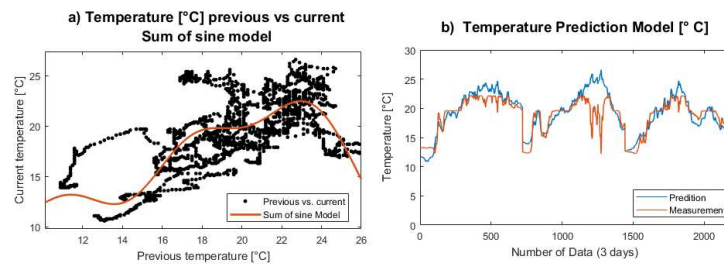 a) Temperature [°C] previous vs current
Sum of sine model
Current temperature [°C]
25
20
15
10
12
14
16
18
20
22
24
26
Previous temperature [°C]
Previous vs. current
Sum of sine Model
b) Temperature Prediction Model [° C]
Temperature [°C]
30
25
20
15
10
5
0
0
500
1000
1500
2000
Number of Data (3 days)
Predition
Measurement